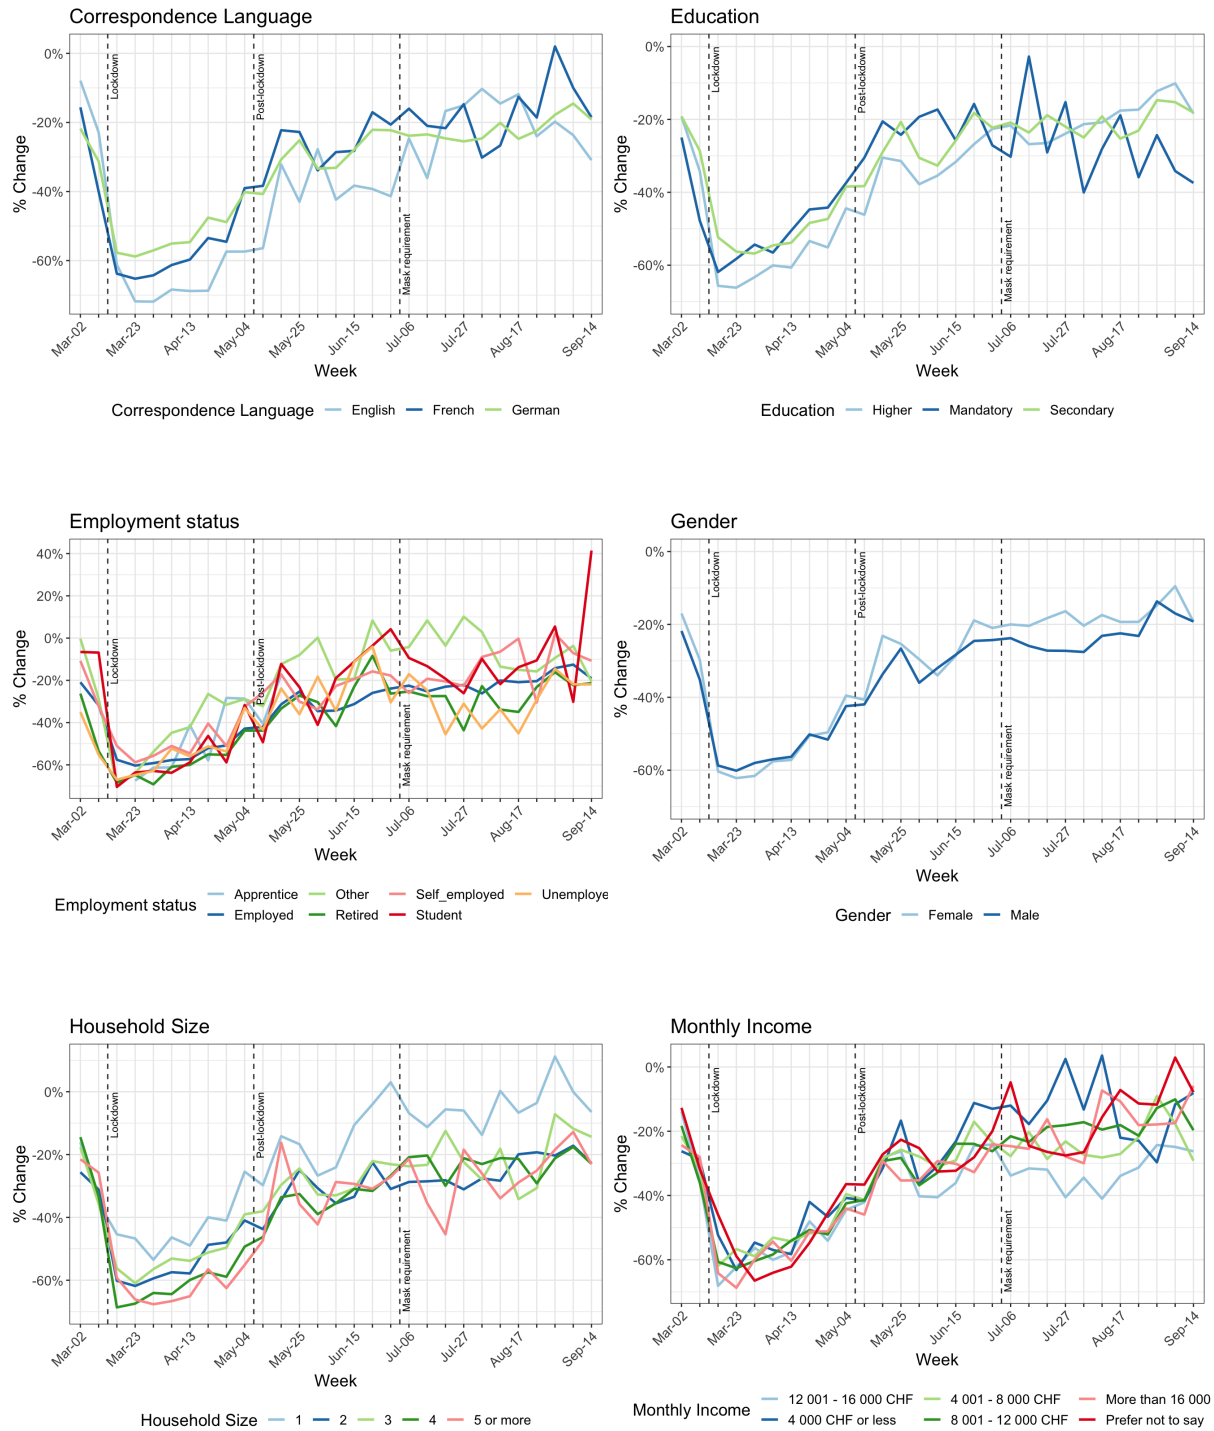 Correspondence Language
0%
-20%
-40%
-60%
% Change
Lockdown
Post-lockdown
Mask requirement
Mar-02
Mar-23
Apr-13
May-04
May-25
Jun-15
Jul-06
Jul-27
Aug-17
Sep-14
Week
Correspondence Language English French German
Education
0%
-20%
-40%
-60%
% Change
Lockdown
Post-lockdown
Mask requirement
Mar-02
Mar-23
Apr-13
May-04
May-25
Jun-15
Jul-06
Jul-27
Aug-17
Sep-14
Week
Education Higher Mandatory Secondary
Employment status
40%
20%
0%
-20%
-40%
-60%
% Change
Lockdown
Post-lockdown
Mask requirement
Mar-02
Mar-23
Apr-13
May-04
May-25
Jun-15
Jul-06
Jul-27
Aug-17
Sep-14
Week
Employment status
Apprentice Other Self_employed Unemploye
Employed Retired Student
Gender
0%
-20%
-40%
-60%
% Change
Lockdown
Post-lockdown
Mask requirement
Mar-02
Mar-23
Apr-13
May-04
May-25
Jun-15
Jul-06
Jul-27
Aug-17
Sep-14
Week
Gender Female Male
Household Size
0%
-20%
-40%
-60%
% Change
Lockdown
Post-lockdown
Mask requirement
Mar-02
Mar-23
Apr-13
May-04
May-25
Jun-15
Jul-06
Jul-27
Aug-17
Sep-14
Week
Household Size 1 2 3 4 5 or more
Monthly Income
0%
-20%
-40%
-60%
% Change
Lockdown
Post-lockdown
Mask requirement
Mar-02
Mar-23
Apr-13
May-04
May-25
Jun-15
Jul-06
Jul-27
Aug-17
Sep-14
Week
Monthly Income
12 001 - 16 000 CHF 4 001 - 8 000 CHF More than 16 000
4 000 CHF or less 8 001 - 12 000 CHF Prefer not to say